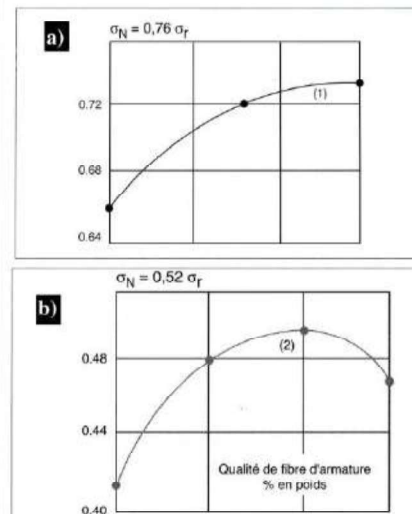 a)
σN = 0,76 σr
(1)
0.72
0.68
0.64
b)
σN = 0,52 σr
(2)
0.48
0.44
Qualité de fibre d'armature
% en poids
0.40